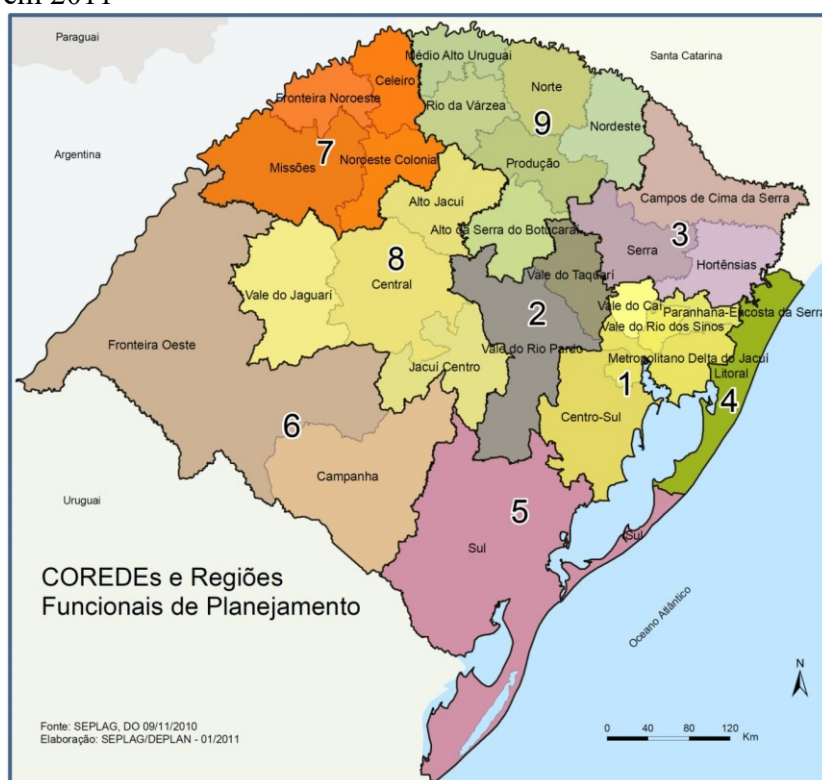 em 2011
Paraguai
Santa Catarina
Médio Alto Uruguai
Celeiro
Norte
Fronteira Noroeste
Rio da Várzea
9
Nordeste
Argentina
7
Missões
Noroeste Colonial
Produção
Alto Jacuí
Campos de Cima da Serra
Alto da Serra do Botucaraí
3
Serra
Hortênsias
8
Vale do Taquari
Central
Vale do Jaguarí
2
Vale do Caí
Paranhana-Encosta da Serra
Vale do Rio dos Sinos
Fronteira Oeste
Vale do Rio Pardo
Metropolitano Delta do Jacuí
Jacuí Centro
Litoral
1
4
Centro-Sul
6
Campanha
Uruguai
5
Sul
Sul
COREDEs e Regiões
Funcionais de Planejamento
Oceano Atlântico
N
Fonte: SEPLAG, DO 09/11/2010
Elaboração: SEPLAG/DEPLAN - 01/2011
0 40 80 120
Km